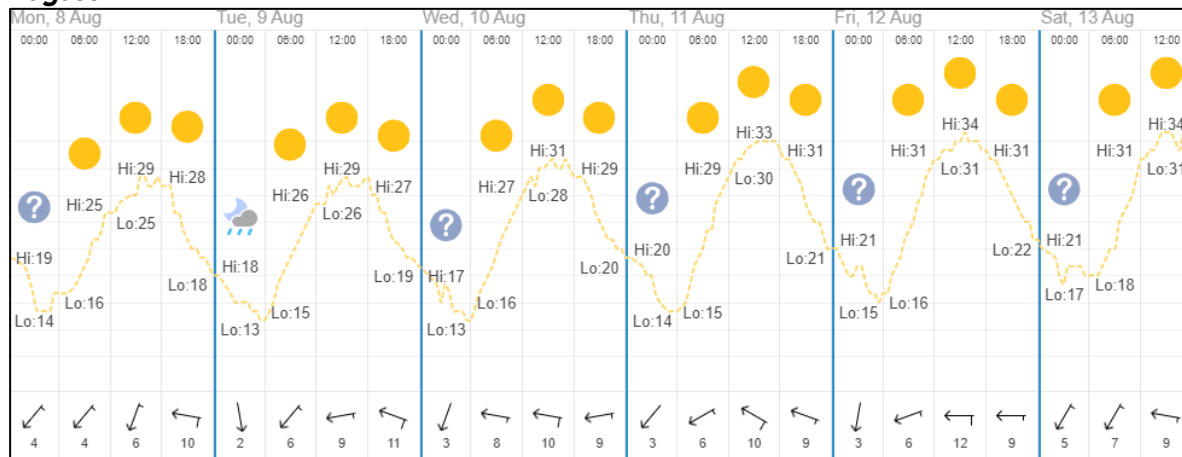 Mon, 8 Aug Tue, 9 Aug Wed, 10 Aug Thu, 11 Aug Fri, 12 Aug Sat, 13 Aug
00:00 06:00 12:00 18:00 00:00 06:00 12:00 18:00 00:00 06:00 12:00 18:00 00:00 06:00 12:00 18:00 00:00 06:00 12:00 18:00 00:00 06:00 12:00
Hi:19 Hi:25 Hi:29 Hi:28 Hi:18 Hi:26 Hi:29 Hi:27 Hi:17 Hi:27 Hi:31 Hi:29 Hi:20 Hi:29 Hi:33 Hi:31 Hi:21 Hi:31 Hi:34 Hi:31 Hi:21 Hi:31 Hi:34
Lo:14 Lo:16 Lo:25 Lo:18 Lo:13 Lo:15 Lo:26 Lo:19 Lo:13 Lo:16 Lo:28 Lo:20 Lo:14 Lo:15 Lo:30 Lo:21 Lo:15 Lo:16 Lo:31 Lo:22 Lo:17 Lo:18 Lo:31
4 4 6 10 2 6 9 11 3 8 10 9 3 6 10 9 3 6 12 9 5 7 9